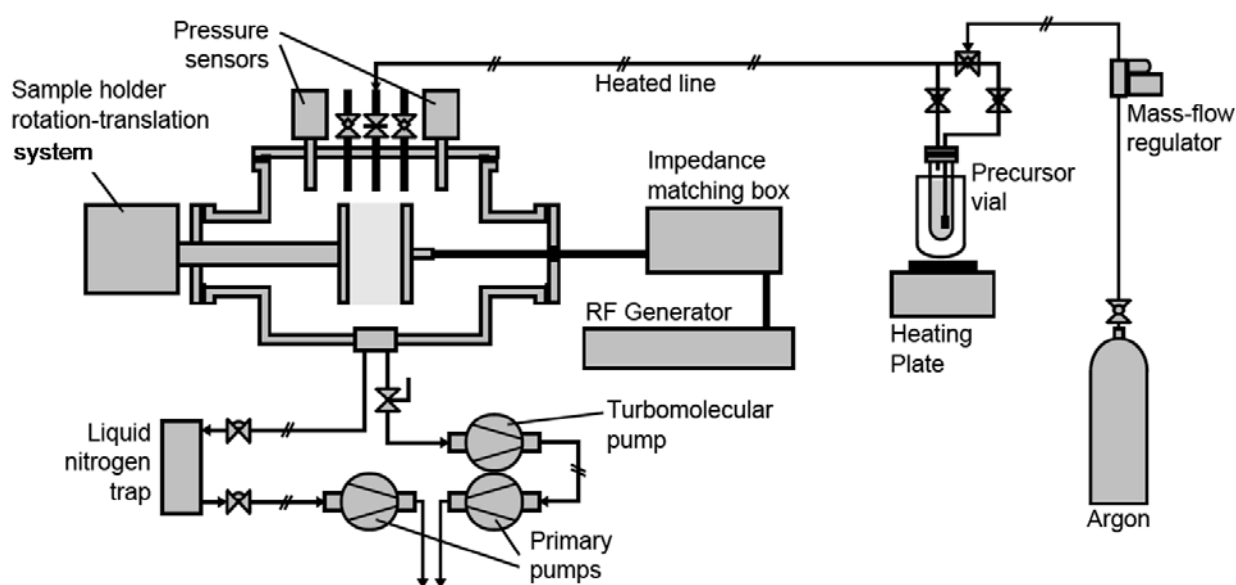 Pressure
sensors
Sample holder
rotation-translation
system
Heated line
Mass-flow
regulator
Impedance
matching box
Precursor
vial
RF Generator
Heating
Plate
Turbomolecular
pump
Liquid
nitrogen
trap
Primary
pumps
Argon